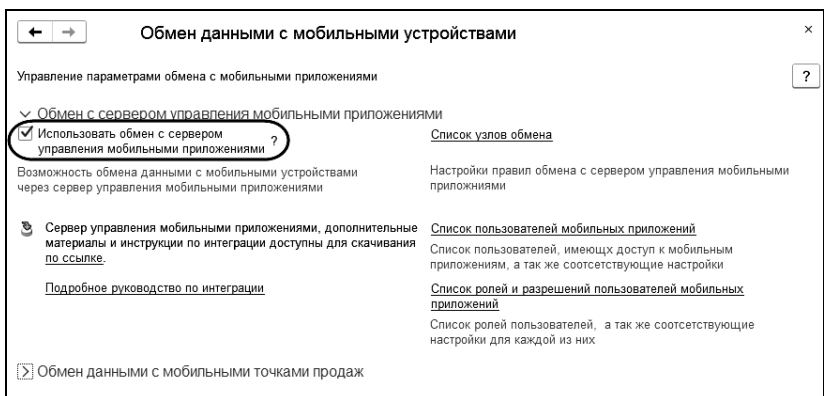 Обмен данными с мобильными устройствами
Управление параметрами обмена с мобильными приложениями
?
Обмен с сервером управления мобильными приложениями
Использовать обмен с сервером
управления мобильными приложениями ?
Возможность обмена данными с мобильными устройствами
через сервер управления мобильными приложениями
Список узлов обмена
Настройки правил обмена с сервером управления мобильными
приложниями
Сервер управления мобильными приложениями, дополнительные
материалы и инструкции по интеграции доступны для скачивания
по ссылке.
Подробное руководство по интеграции
Список пользователей мобильных приложений
Список пользователей, имеющх доступ к мобильным
приложениям, а так же соотсетствующие настройки
Список ролей и разрешений пользователей мобильных
приложений
Список ролей пользователей, а так же соотсетствующие
настройки для каждой из них
Обмен данными с мобильными точками продаж